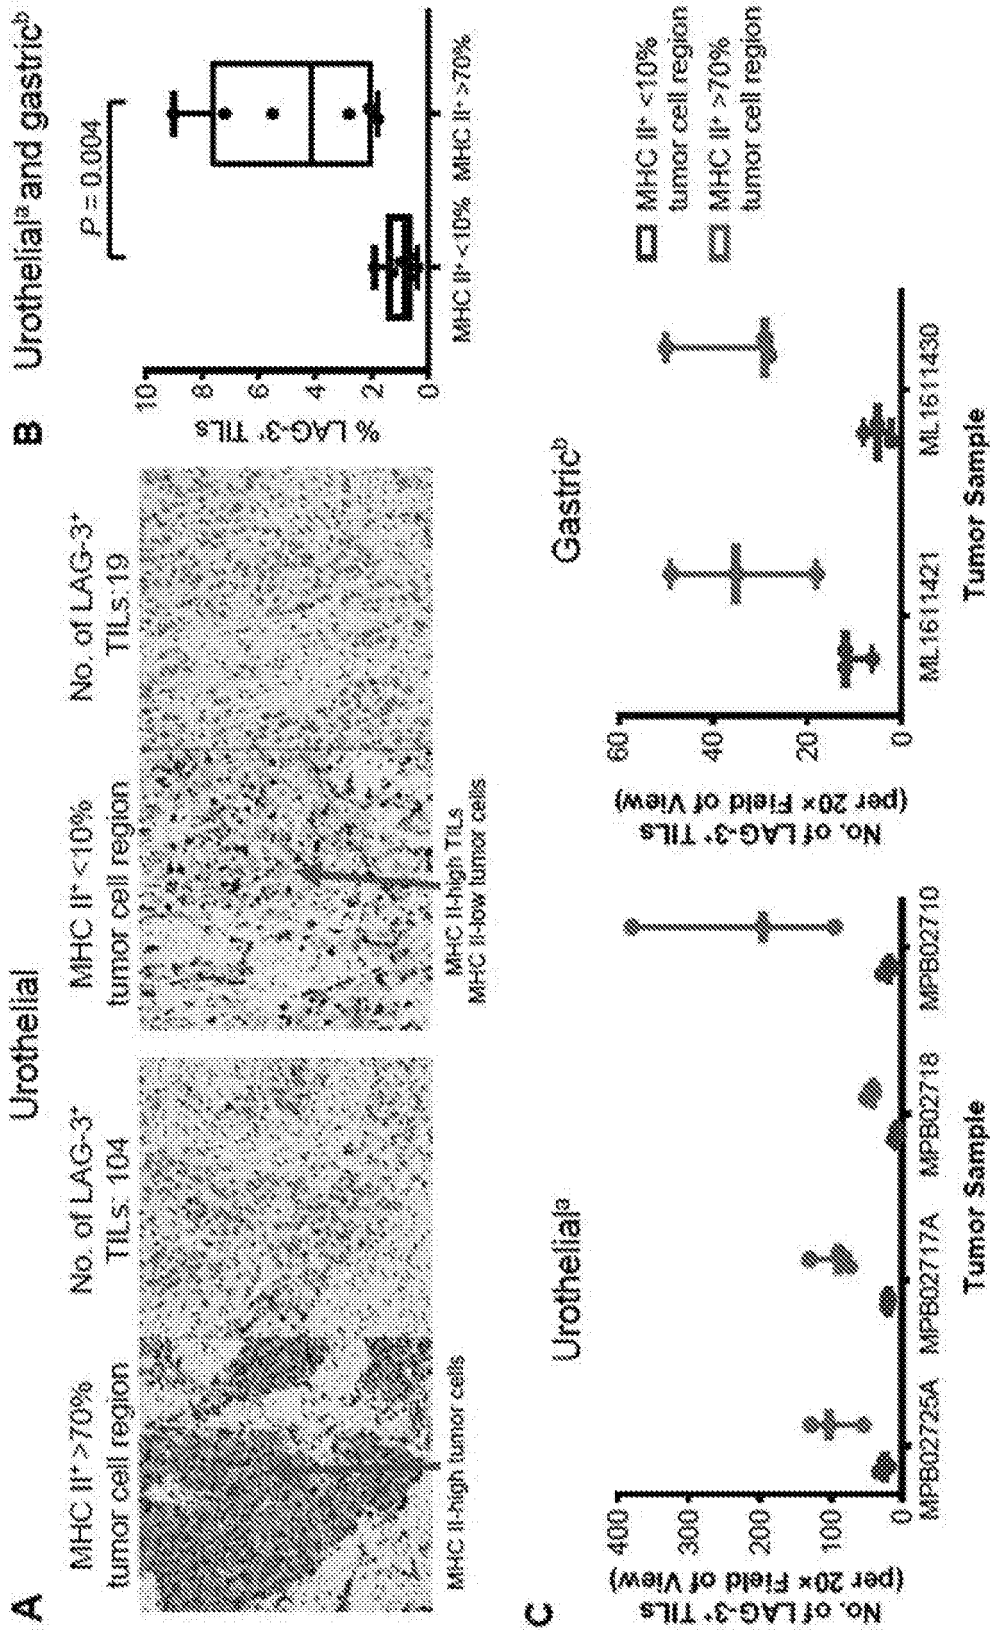 A
Urothelial
MHC II⁺ >70%
tumor cell region
No. of LAG-3⁺
TILs: 104
MHC II⁺ <10%
tumor cell region
No. of LAG-3⁺
TILs:19
MHC II-high tumor cells
MHC II-high TILs
MHC II-low tumor cells
B
Urothelialᵃ and gastricᵇ
P = 0.004
% LAG-3⁺ TILs
10
8
6
4
2
0
MHC II⁺ <10%
MHC II⁺ >70%
C
Urothelialᵃ
No. of LAG-3⁺ TILs
(per 20× Field of View)
400
300
200
100
0
MPB02725A
MPB02717A
MPB02718
MPB02710
Tumor Sample
Gastricᵇ
No. of LAG-3⁺ TILs
(per 20× Field of View)
60
40
20
0
ML1611421
ML1611430
Tumor Sample
MHC II⁺ <10%
tumor cell region
MHC II⁺ >70%
tumor cell region